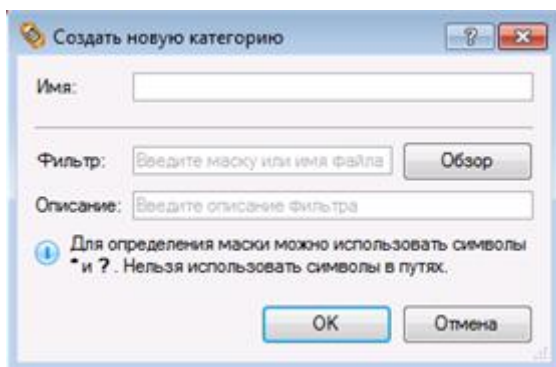 Создать новую категорию
Имя:
Фильтр: Введите маску или имя файла Обзор
Описание: Введите описание фильтра
Для определения маски можно использовать символы
* и ? . Нельзя использовать символы в путях.
OK Отмена